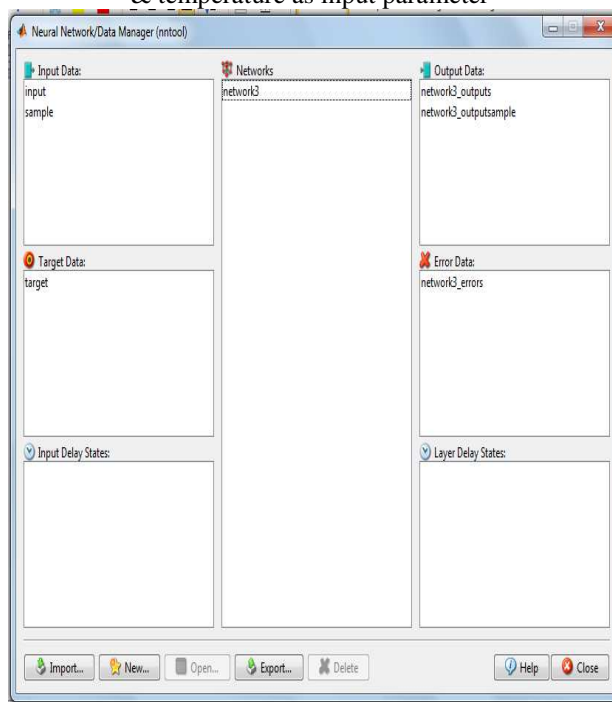 & temperature as input parameter
Neural Network/Data Manager (nntool)
Input Data:
input
sample
Networks
network3
Output Data:
network3_outputs
network3_outputsample
Target Data:
target
Error Data:
network3_errors
Input Delay States:
Layer Delay States:
Import... New... Open... Export... Delete Help Close